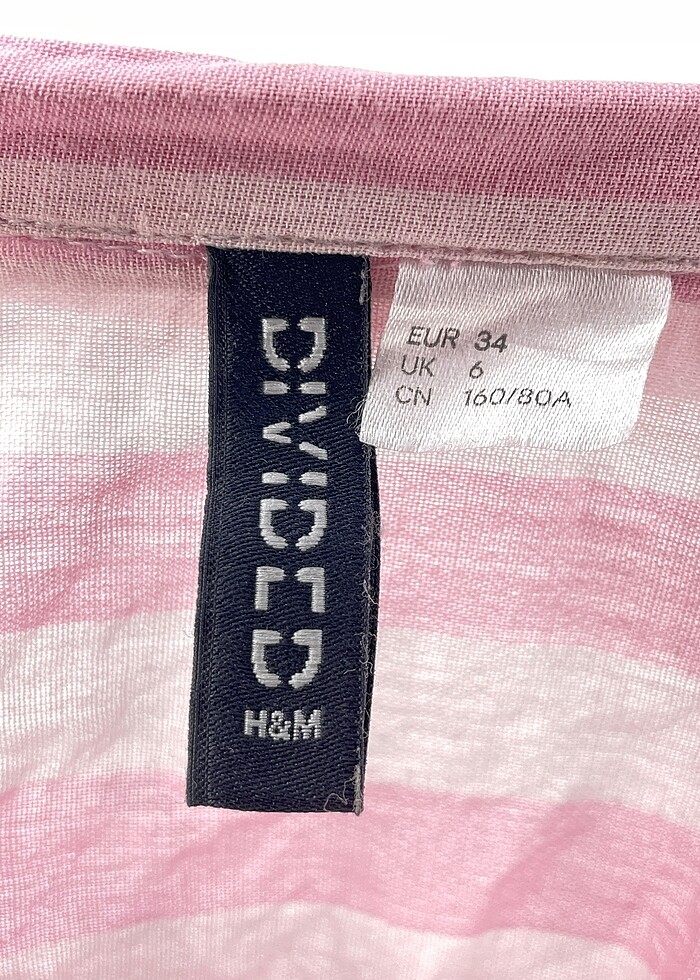 DIVIDED
H&M
EUR 34
UK 6
CN 160/80A